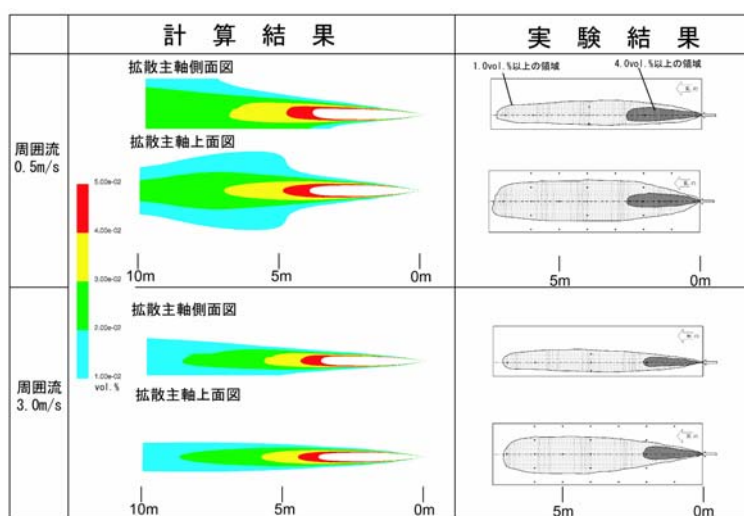 計 算 結 果
実 験 結 果
拡散主軸側面図
1.0vol.%以上の領域
4.0vol.%以上の領域
周囲流
0.5m/s
拡散主軸上面図
5.00e-02
4.00e-02
3.00e-02
2.00e-02
1.00e-02
vol.%
10m
5m
0m
5m
0m
拡散主軸側面図
周囲流
3.0m/s
拡散主軸上面図
10m
5m
0m
5m
0m